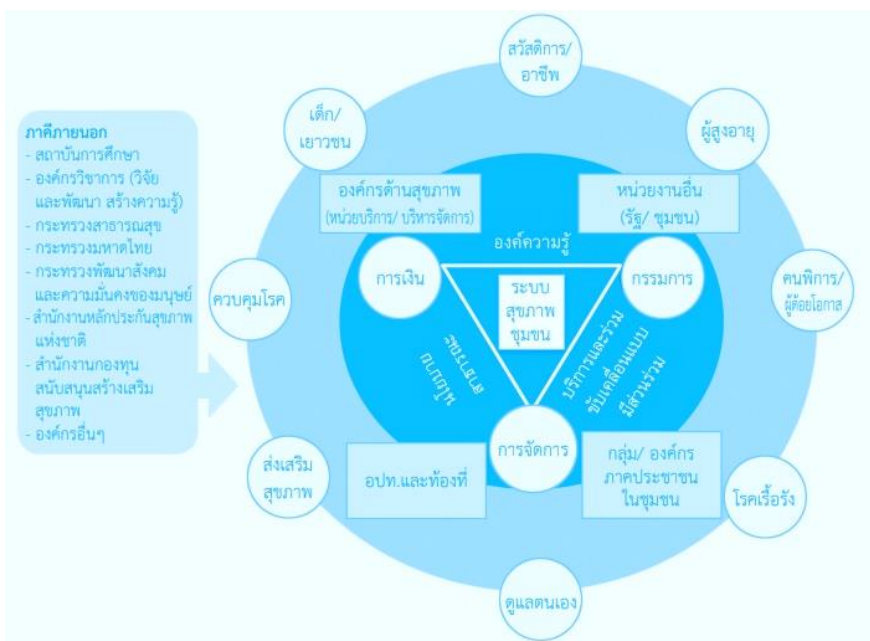 ภาคีภายนอก
- สถาบันการศึกษา
- องค์กรวิชาการ (วิจัย
และพัฒนา สร้างความรู้)
- กระทรวงสาธารณสุข
- กระทรวงมหาดไทย
- กระทรวงพัฒนาสังคม
และความมั่นคงของมนุษย์
- สำนักงานหลักประกันสุขภาพ
แห่งชาติ
- สำนักงานกองทุน
สนับสนุนสร้างเสริม
สุขภาพ
- องค์กรอื่นๆ
สวัสดิการ/
อาชีพ
เด็ก/
เยาวชน
ผู้สูงอายุ
องค์กรด้านสุขภาพ
(หน่วยบริการ/ บริหารจัดการ)
หน่วยงานอื่น
(รัฐ/ ชุมชน)
องค์ความรู้
การเงิน
กรรมการ
ระบบ
สุขภาพ
ชุมชน
ควบคุมโรค
คนพิการ/
ผู้ด้อยโอกาส
นโยบาย
สาธารณะ
บริการและร่วม
ขับเคลื่อนแบบ
มีส่วนร่วม
การจัดการ
ส่งเสริม
สุขภาพ
อปท.และท้องที่
กลุ่ม/ องค์กร
ภาคประชาชน
ในชุมชน
โรคเรื้อรัง
ดูแลตนเอง